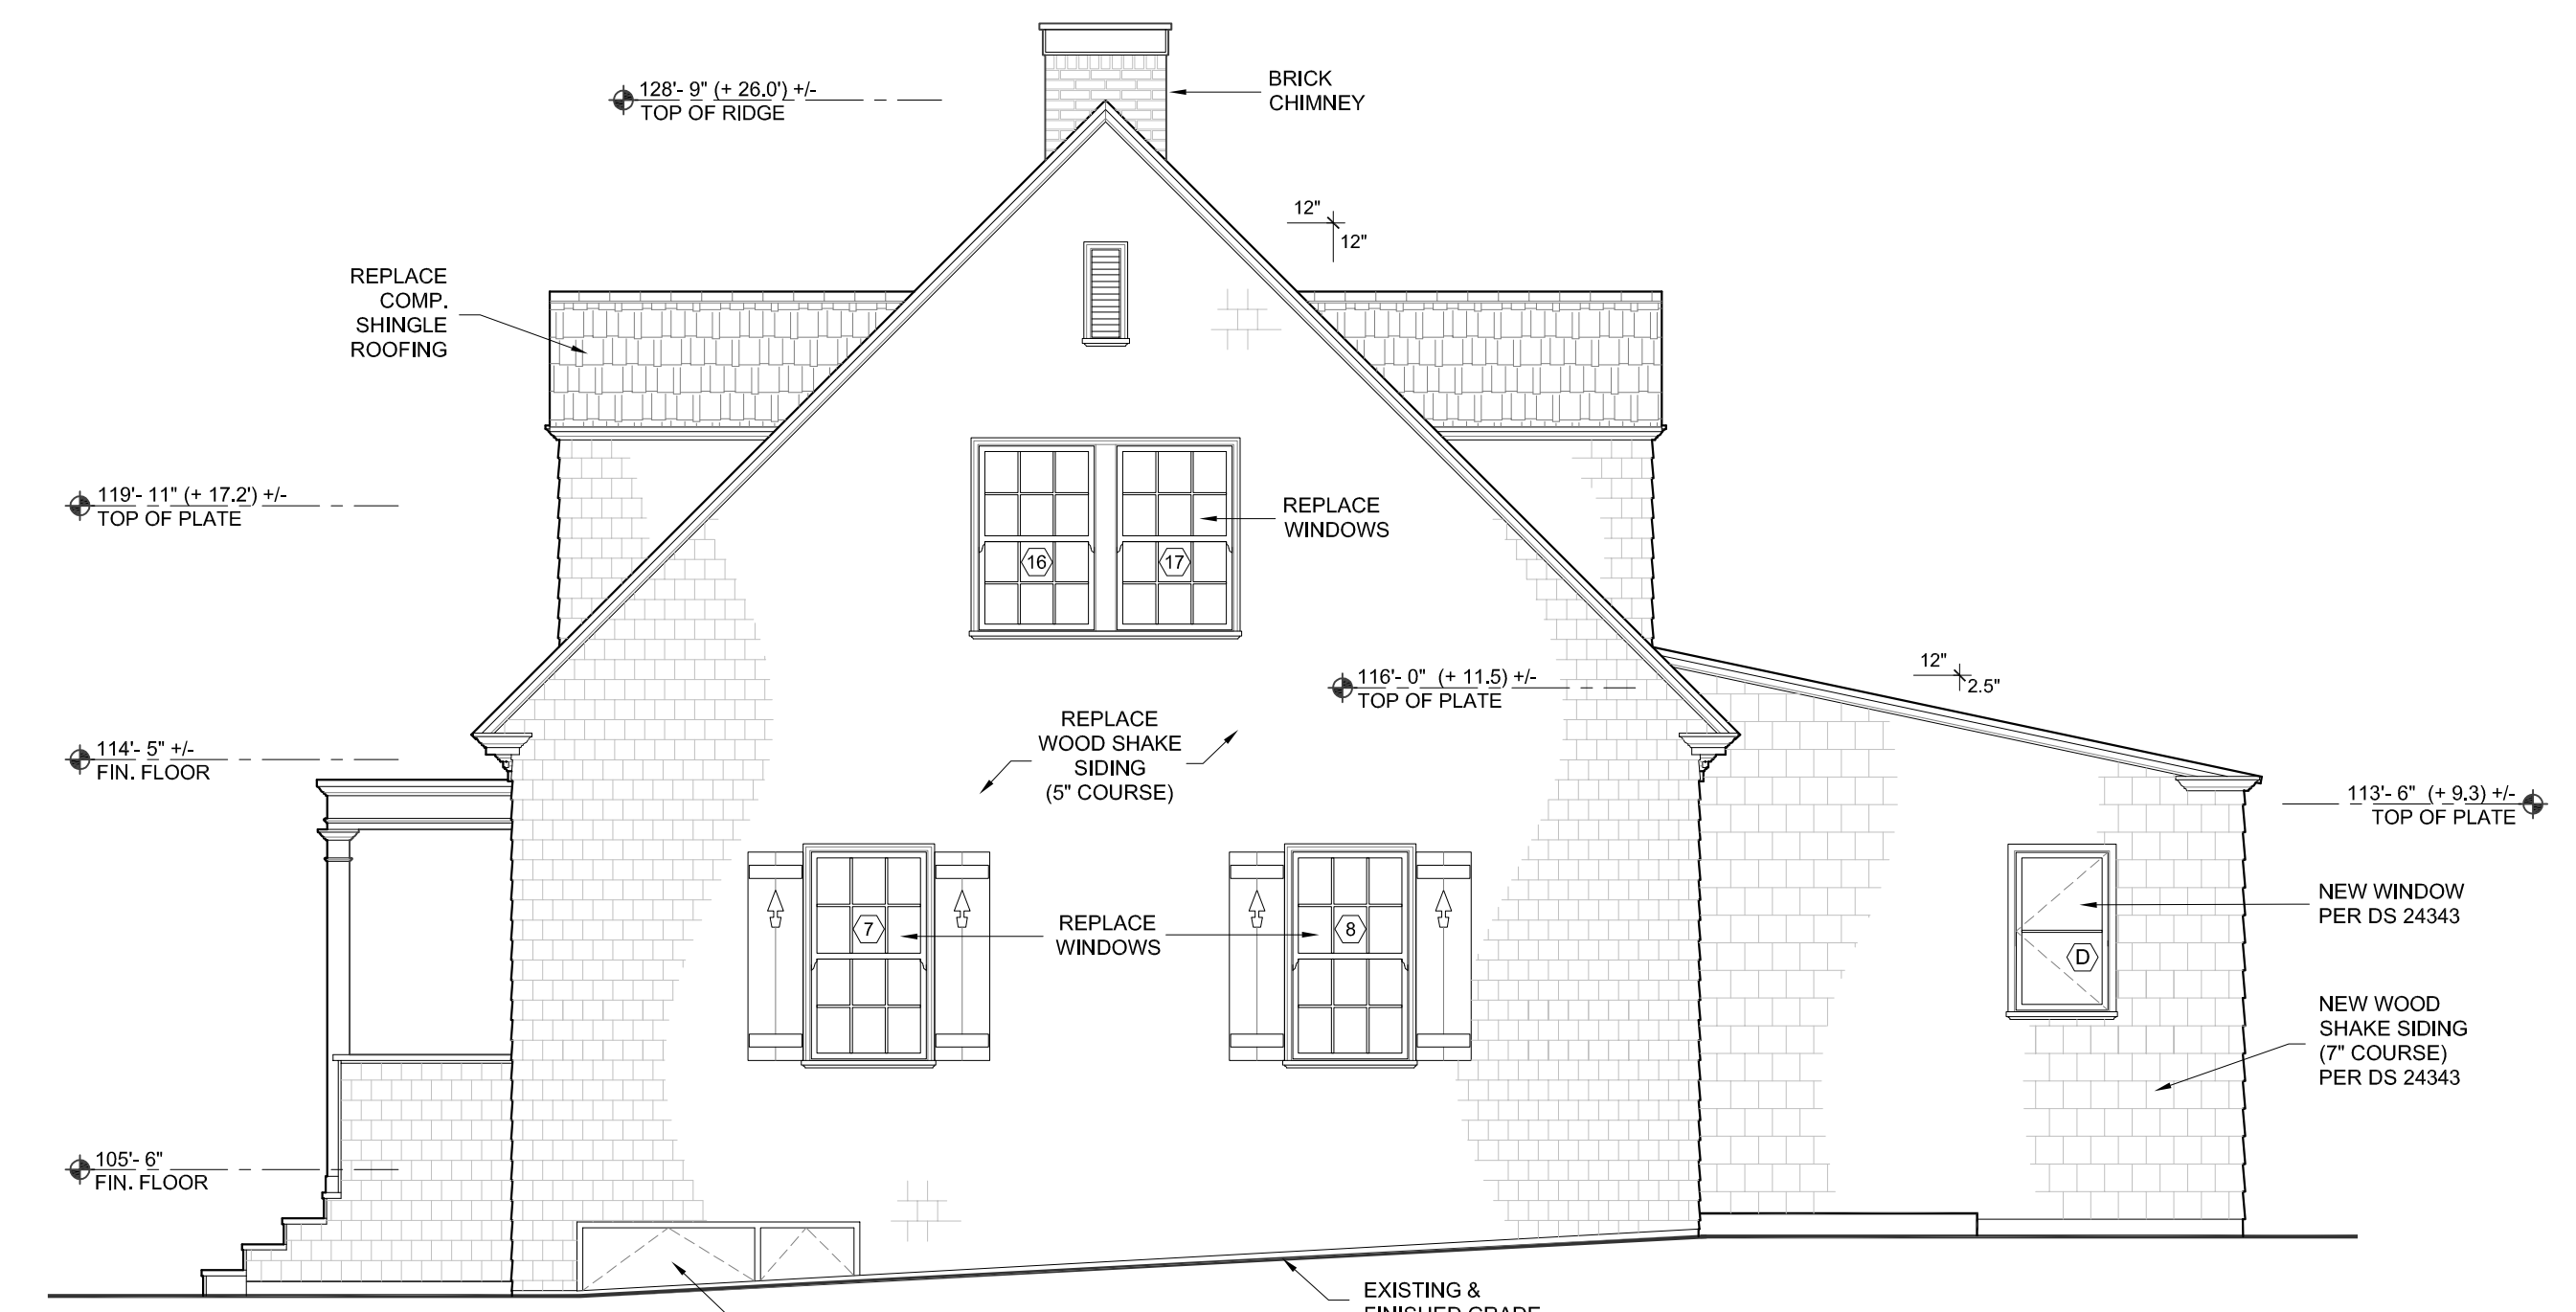 128'- 9" (+ 26.0') +/-
TOP OF RIDGE
BRICK
CHIMNEY
12"
12"
REPLACE
COMP.
SHINGLE
ROOFING
119'- 11" (+ 17.2') +/-
TOP OF PLATE
REPLACE
WINDOWS
16
17
116'- 0" (+ 11.5) +/-
TOP OF PLATE
12"
2.5"
REPLACE
WOOD SHAKE
SIDING
(5" COURSE)
114'- 5" +/-
FIN. FLOOR
113'- 6" (+ 9.3) +/-
TOP OF PLATE
7
REPLACE
WINDOWS
8
NEW WINDOW
PER DS 24343
D
NEW WOOD
SHAKE SIDING
(7" COURSE)
PER DS 24343
105'- 6"
FIN. FLOOR
EXISTING &
FINISHED GRADE